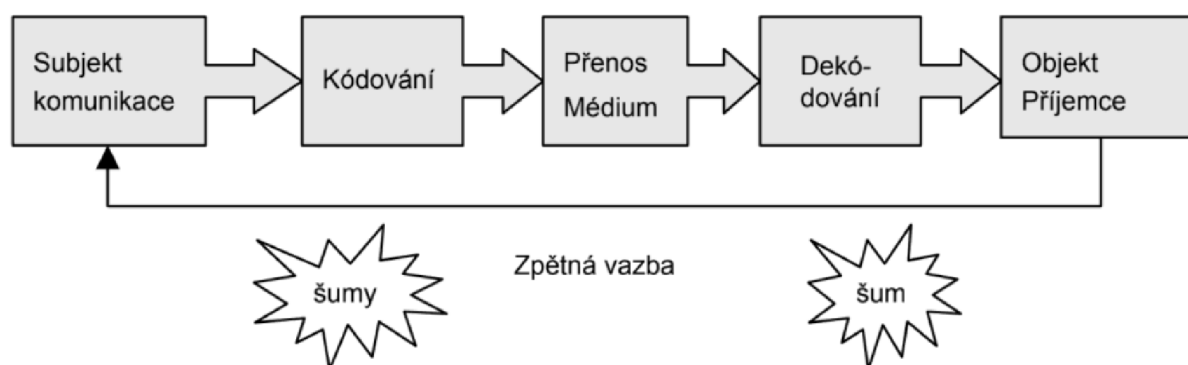 Subjekt
komunikace
Kódování
Přenos
Médium
Dekó-
dování
Objekt
Příjemce
Zpětná vazba
šumy
šum